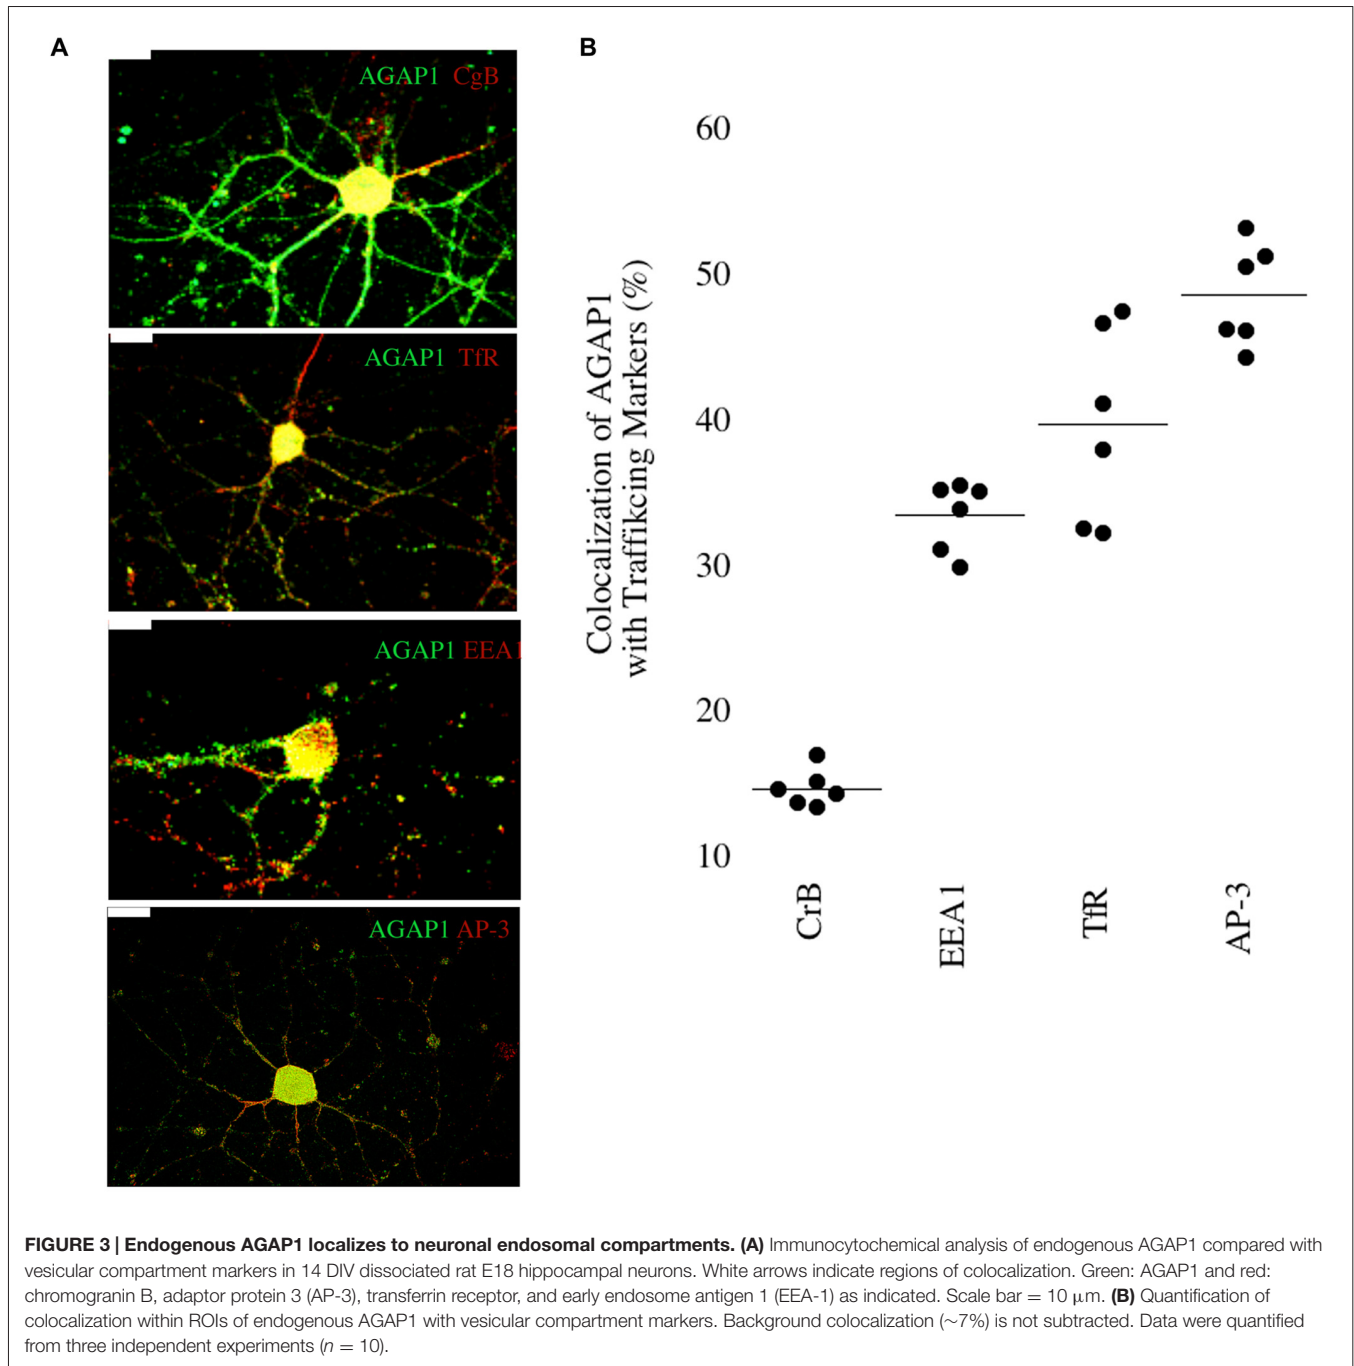 A
B
AGAP1 CgB
AGAP1 TfR
AGAP1 EEA1
AGAP1 AP-3
Colocalization of AGAP1
with Traffikcing Markers (%)
60
50
40
30
20
10
CrB
EEA1
TfR
AP-3
FIGURE 3 | Endogenous AGAP1 localizes to neuronal endosomal compartments. (A) Immunocytochemical analysis of endogenous AGAP1 compared with
vesicular compartment markers in 14 DIV dissociated rat E18 hippocampal neurons. White arrows indicate regions of colocalization. Green: AGAP1 and red:
chromogranin B, adaptor protein 3 (AP-3), transferrin receptor, and early endosome antigen 1 (EEA-1) as indicated. Scale bar = 10 μm. (B) Quantification of
colocalization within ROIs of endogenous AGAP1 with vesicular compartment markers. Background colocalization (~7%) is not subtracted. Data were quantified
from three independent experiments (n = 10).